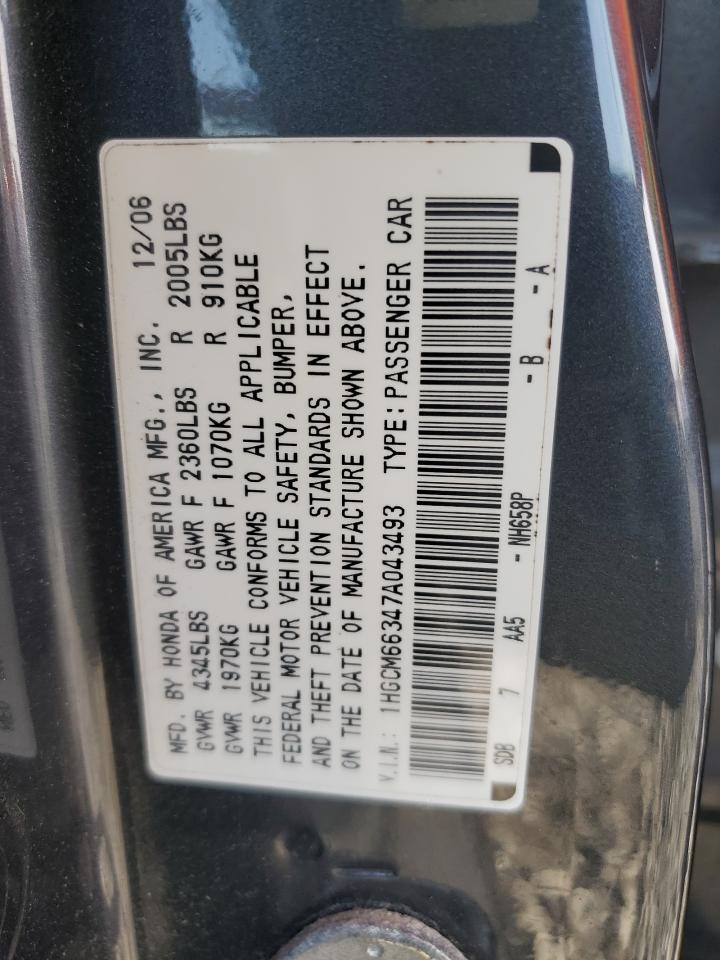 MFD. BY HONDA OF AMERICA MFG., INC. 12/06
GVWR 4345LBS GAWR F 2360LBS R 2005LBS
GVWR 1970KG GAWR F 1070KG R 910KG
THIS VEHICLE CONFORMS TO ALL APPLICABLE
FEDERAL MOTOR VEHICLE SAFETY, BUMPER,
AND THEFT PREVENTION STANDARDS IN EFFECT
ON THE DATE OF MANUFACTURE SHOWN ABOVE.
V.I.N.: 1HGCM66347A043493 TYPE: PASSENGER CAR
SDB 7 AA5 - NH658P - B - A